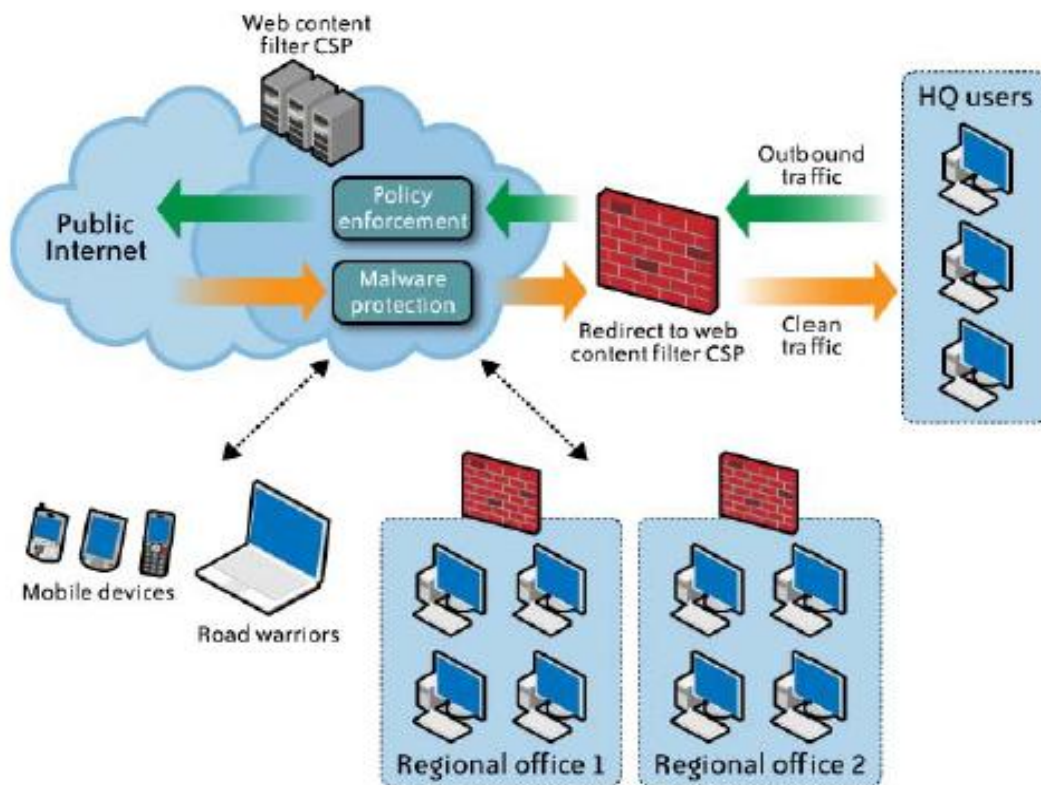 Web content
filter CSP
HQ users
Outbound
traffic
Policy
enforcement
Public
Internet
Malware
protection
Redirect to web
content filter CSP
Clean
traffic
Mobile devices
Road warriors
Regional office 1
Regional office 2